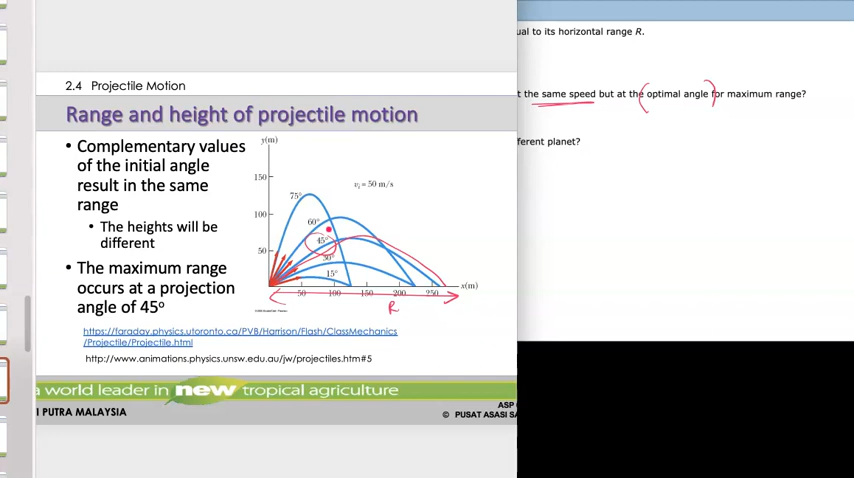 ual to its horizontal range R.
2.4 Projectile Motion
t the same speed but at the optimal angle for maximum range?
Range and height of projectile motion
ferent planet?
• Complementary values
of the initial angle
result in the same
range
• The heights will be
different
• The maximum range
occurs at a projection
angle of 45o
y(m)
150
100
50
vi = 50 m/s
75°
60°
45°
30°
15°
50 100 150 200 250 x(m)
R
https://faraday.physics.utoronto.ca/PVB/Harrison/Flash/ClassMechanics
/Projectile/Projectile.html
http://www.animations.physics.unsw.edu.au/jw/projectiles.htm#5
a world leader in new tropical agriculture
I PUTRA MALAYSIA
ASP
© PUSAT ASASI SA